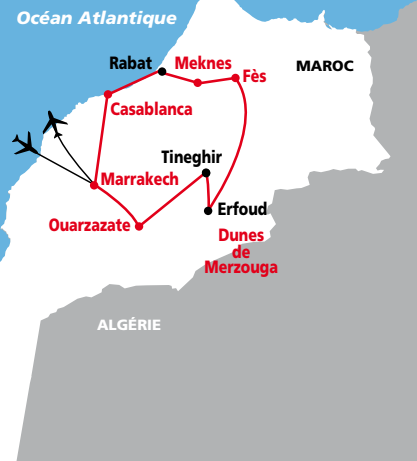 Océan Atlantique
Rabat
Meknes
Fès
MAROC
Casablanca
Tineghir
Marrakech
Erfoud
Ouarzazate
Dunes
de
Merzouga
ALGÉRIE